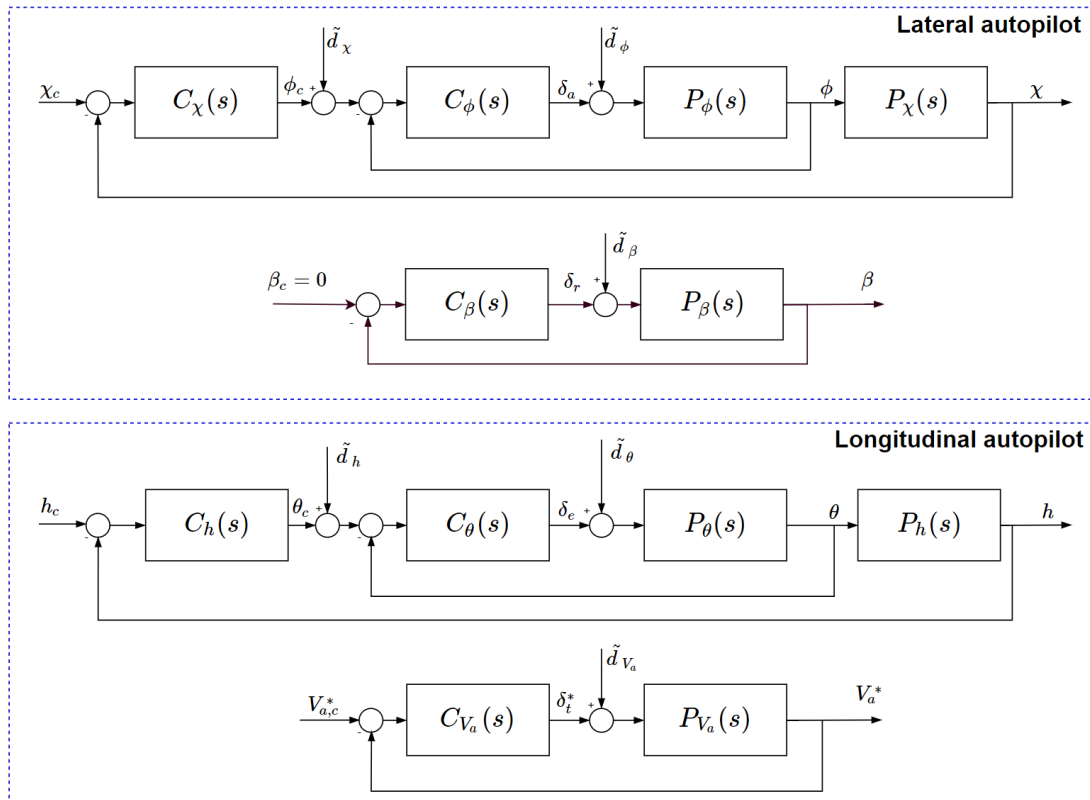 Lateral autopilot
d̃_χ d̃_ϕ
χ_c - C_χ(s) ϕ_c + - C_ϕ(s) δ_a + P_ϕ(s) ϕ P_χ(s) χ
d̃_β
β_c = 0 - C_β(s) δ_r + P_β(s) β
Longitudinal autopilot
d̃_h d̃_θ
h_c - C_h(s) θ_c + - C_θ(s) δ_e + P_θ(s) θ P_h(s) h
d̃_{V_a}
V*_{a,c} - C_{V_a}(s) δ*_t + P_{V_a}(s) V_a*